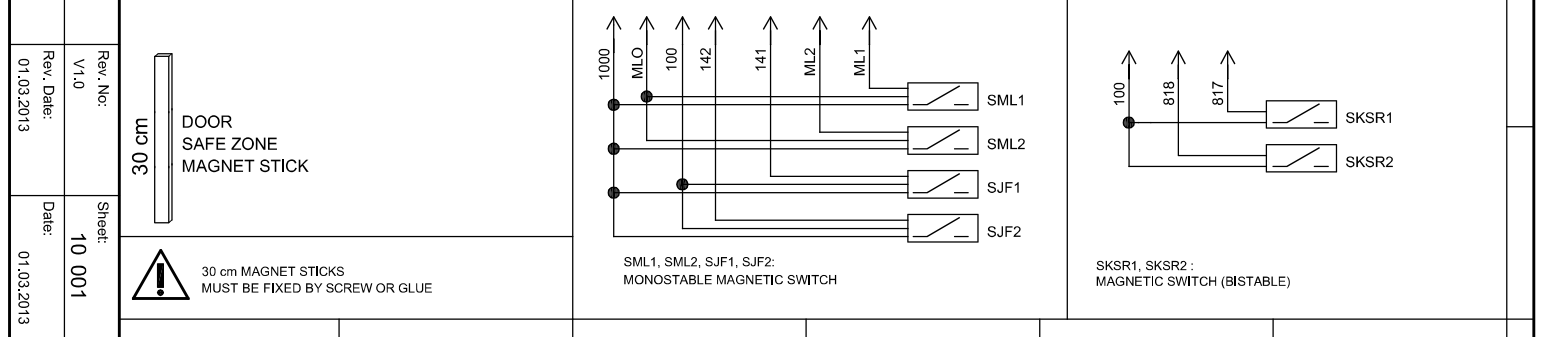 Rev. No:
V1.0
Rev. Date:
01.03.2013
Sheet:
10 001
Date:
01.03.2013
30 cm
DOOR
SAFE ZONE
MAGNET STICK
30 cm MAGNET STICKS
MUST BE FIXED BY SCREW OR GLUE
1000
MLO
100
142
141
ML2
ML1
SML1
SML2
SJF1
SJF2
SML1, SML2, SJF1, SJF2:
MONOSTABLE MAGNETIC SWITCH
100
818
817
SKSR1
SKSR2
SKSR1, SKSR2 :
MAGNETIC SWITCH (BISTABLE)